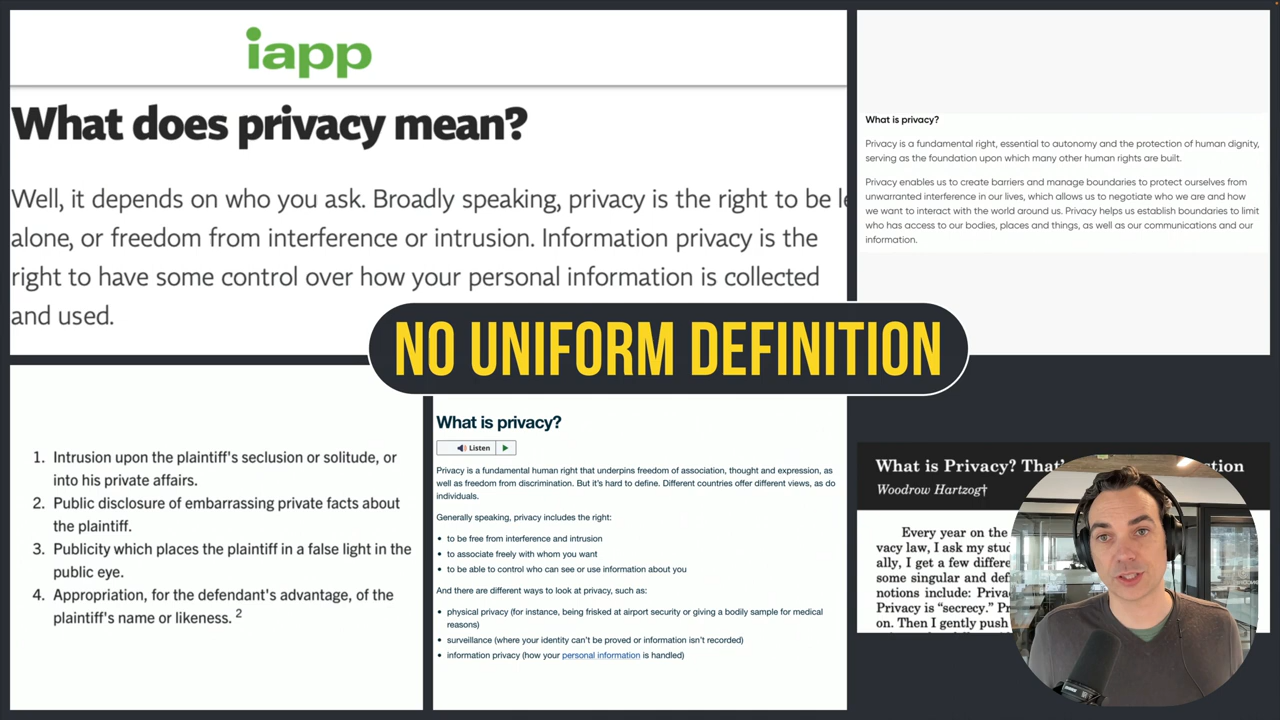 iapp
What does privacy mean?
Well, it depends on who you ask. Broadly speaking, privacy is the right to be
alone, or freedom from interference or intrusion. Information privacy is the
right to have some control over how your personal information is collected
and used.
What is privacy?
Privacy is a fundamental right, essential to autonomy and the protection of human dignity,
serving as the foundation upon which many other human rights are built.
Privacy enables us to create barriers and manage boundaries to protect ourselves from
unwarranted interference in our lives, which allows us to negotiate who we are and how
we want to interact with the world around us. Privacy helps us establish boundaries to limit
who has access to our bodies, places and things, as well as our communications and our
information.
NO UNIFORM DEFINITION
1. Intrusion upon the plaintiff's seclusion or solitude, or
into his private affairs.
2. Public disclosure of embarrassing private facts about
the plaintiff.
3. Publicity which places the plaintiff in a false light in the
public eye.
4. Appropriation, for the defendant's advantage, of the
plaintiff's name or likeness. 2
What is privacy?
Listen
Privacy is a fundamental human right that underpins freedom of association, thought and expression, as
well as freedom from discrimination. But it's hard to define. Different countries offer different views, as do
individuals.
Generally speaking, privacy includes the right:
• to be free from interference and intrusion
• to associate freely with whom you want
• to be able to control who can see or use information about you
And there are different ways to look at privacy, such as:
• physical privacy (for instance, being frisked at airport security or giving a bodily sample for medical
reasons)
• surveillance (where your identity can't be proved or information isn't recorded)
• information privacy (how your personal information is handled)
What is Privacy?
Woodrow Hartzog†
Every year on the
vacy law, I ask my
ally, I get a few
some singular and
notions include:
Privacy is "secrecy."
on. Then I gently push